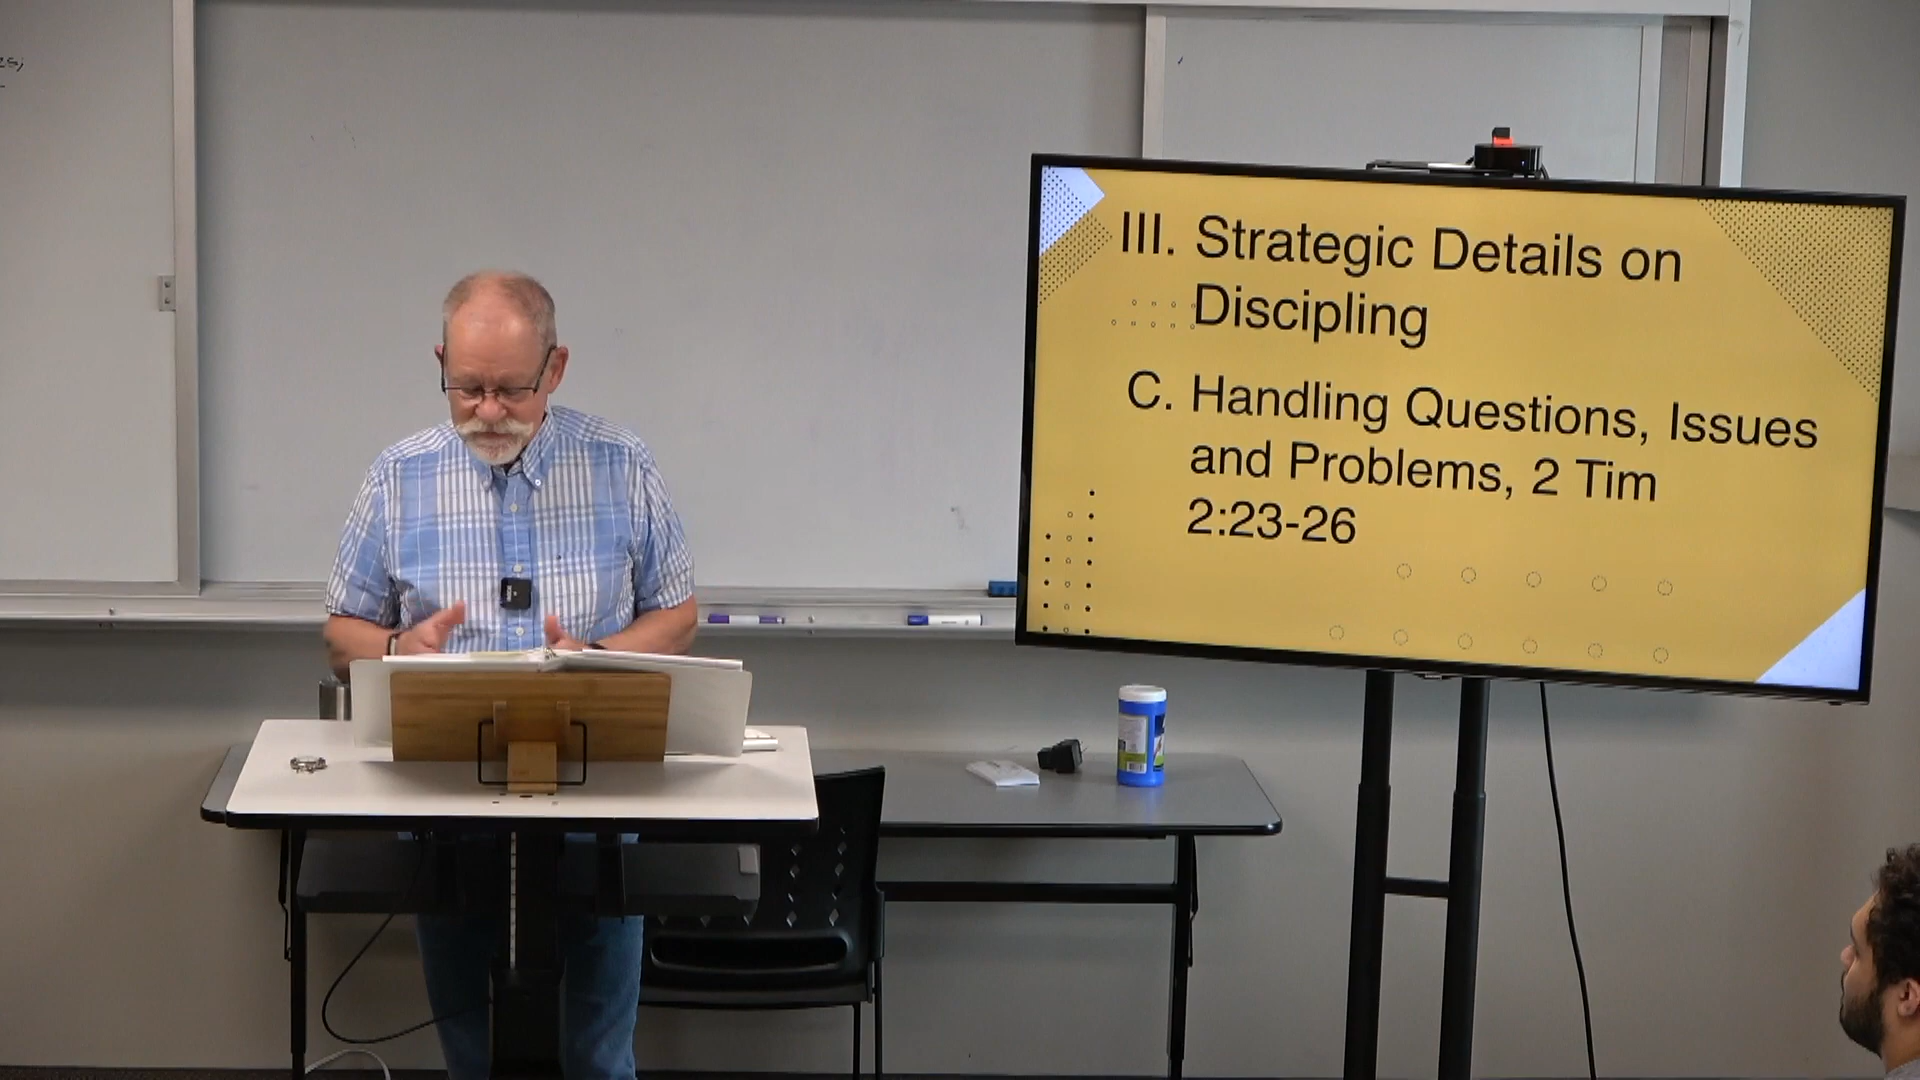 III. Strategic Details on
Discipling
C. Handling Questions, Issues
and Problems, 2 Tim
2:23-26